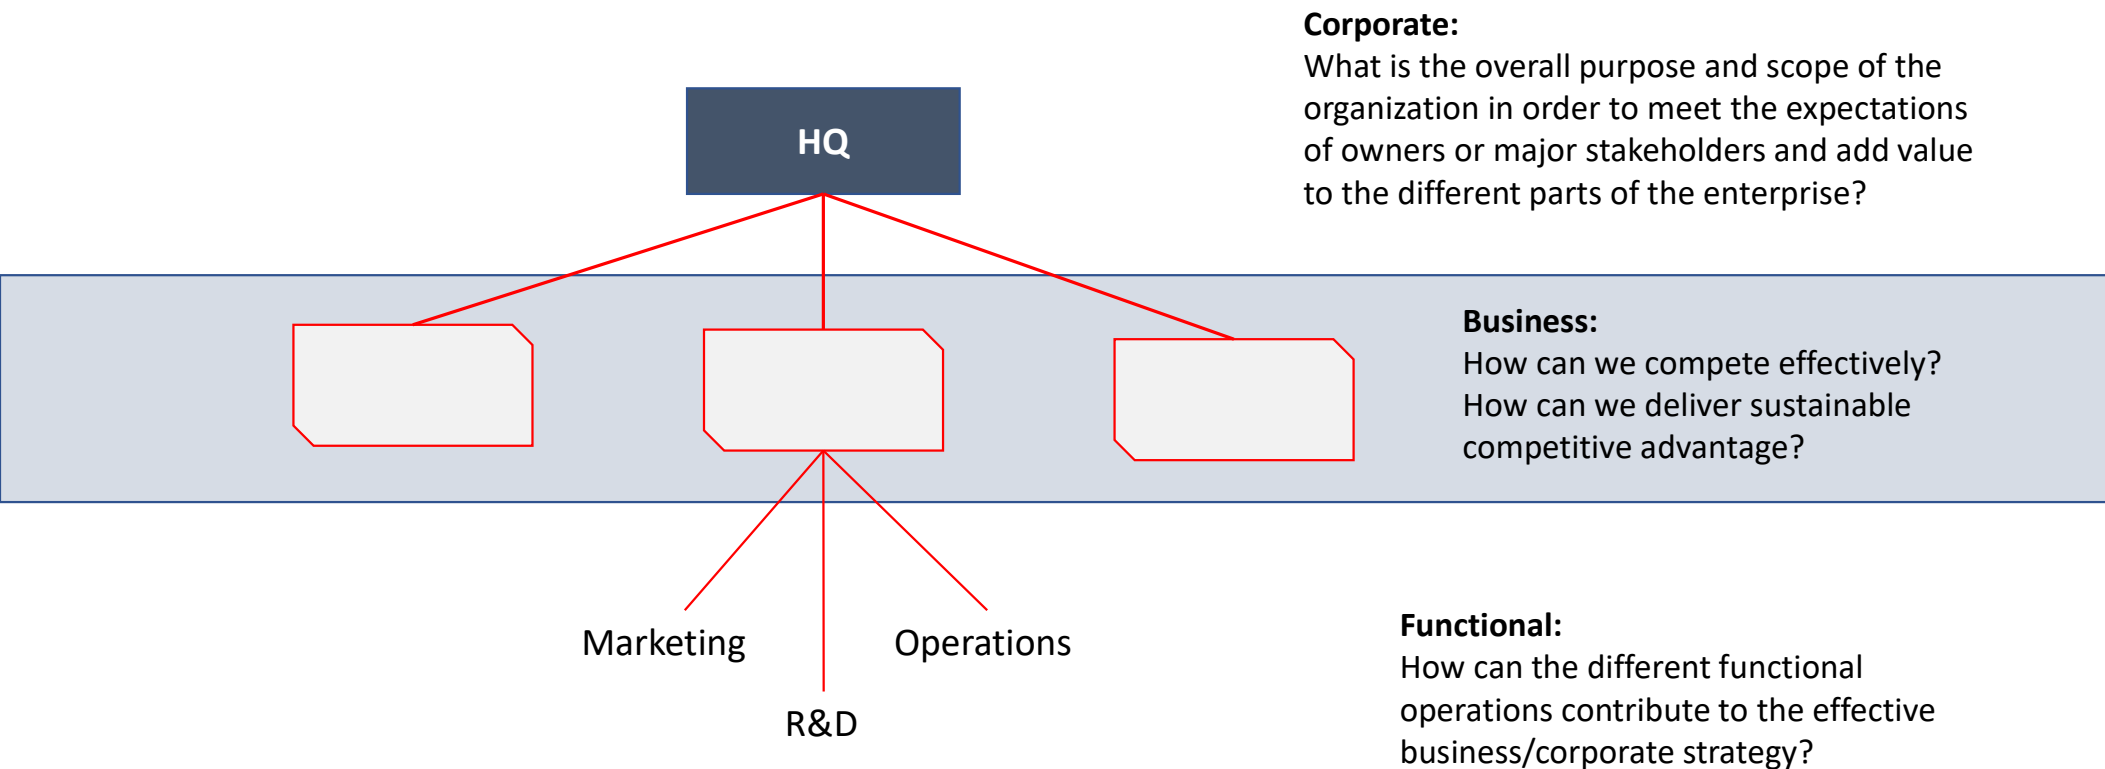 Corporate:
What is the overall purpose and scope of the
organization in order to meet the expectations
of owners or major stakeholders and add value
to the different parts of the enterprise?
HQ
Business:
How can we compete effectively?
How can we deliver sustainable
competitive advantage?
Marketing
Operations
R&D
Functional:
How can the different functional
operations contribute to the effective
business/corporate strategy?